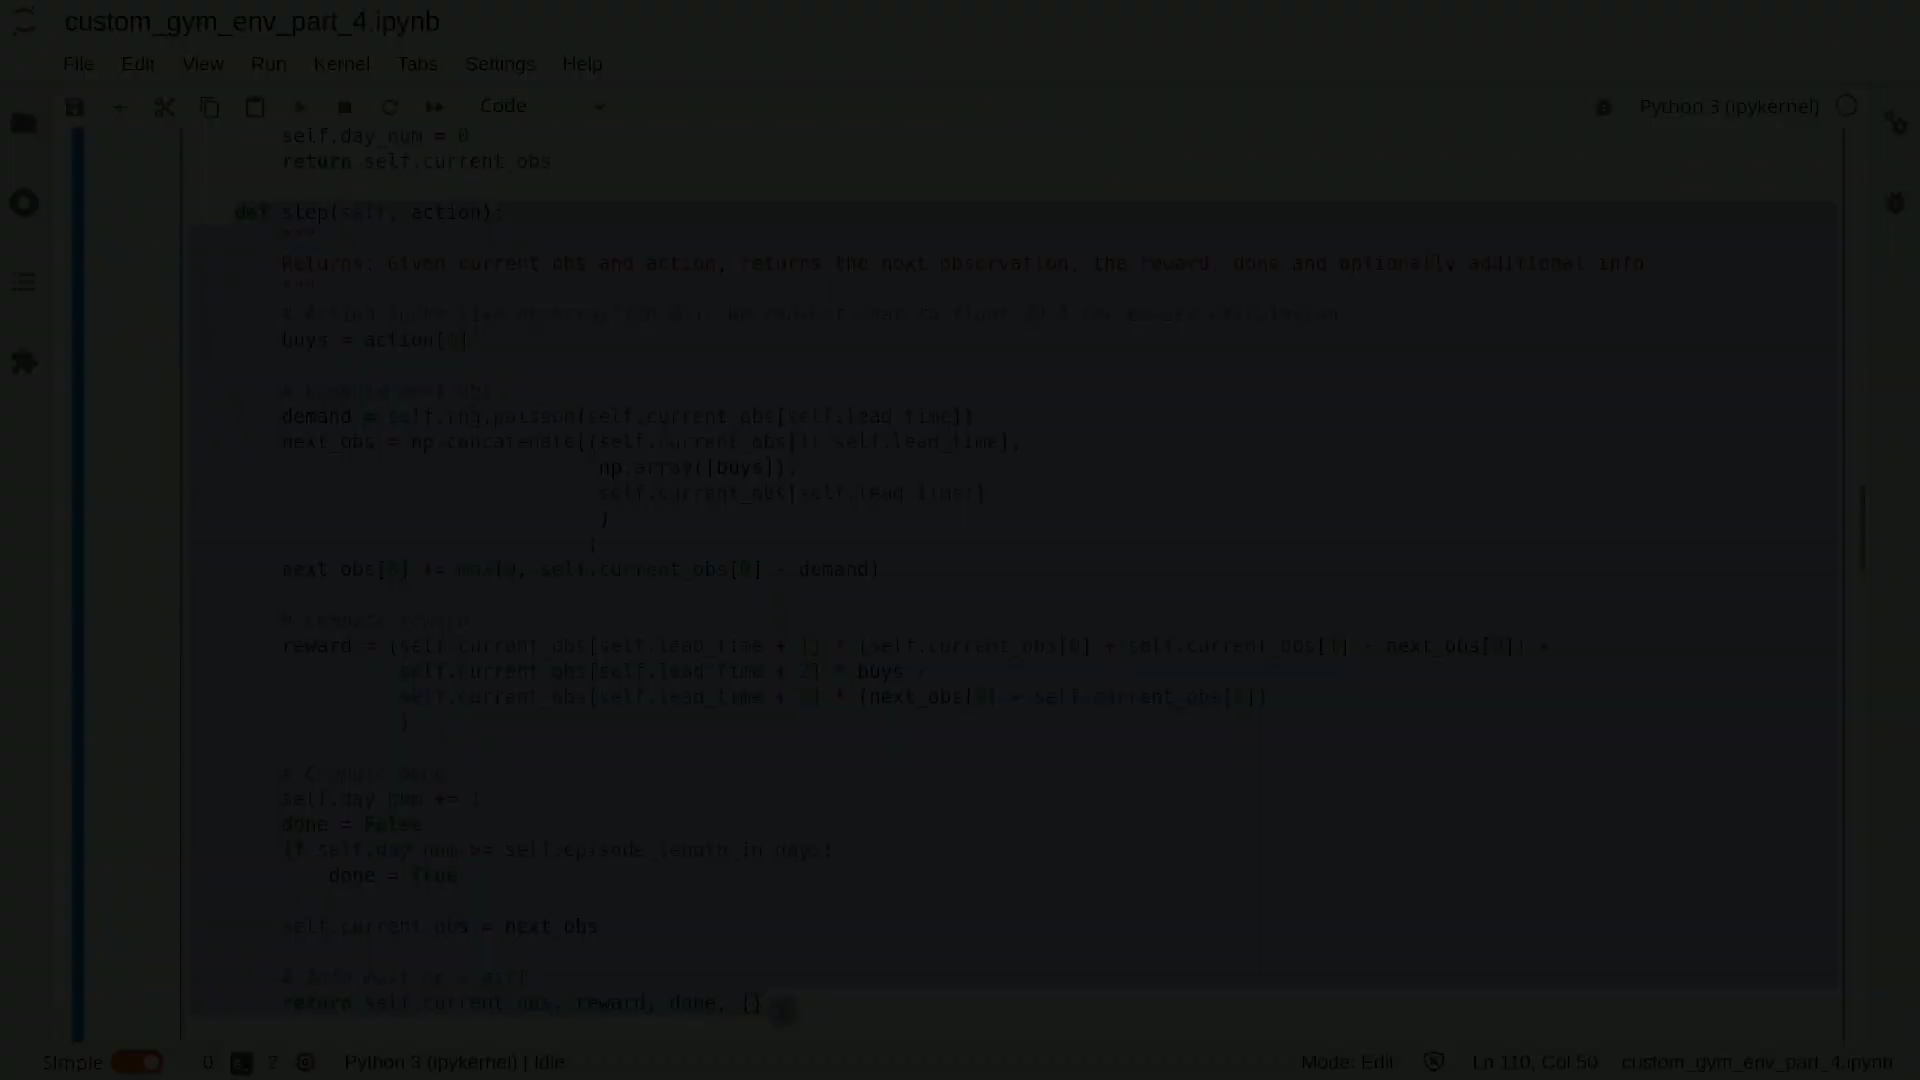 custom_gym_env_part_4.ipynb
File Edit View Run Kernel Tabs Settings Help
Code
Python 3 (ipykernel)
self.day_num = 0
return self.current_obs
def step(self, action):
"""
Returns: Given current obs and action, returns the next observation, the reward, done and optionally additional info
"""
buys = action[0]
demand = self.rng.poisson(self.current_obs[self.lead_time])
next_obs = np.concatenate((self.current_obs[1: self.lead_time],
np.array([buys]),
self.current_obs[self.lead_time:]
)
)
next_obs[0] += max(0, self.current_obs[0] - demand)
# Compute reward
reward = (self.current_obs[self.lead_time + 1] * (self.current_obs[0] + self.current_obs[1] - next_obs[0]) -
self.current_obs[self.lead_time + 2] * buys -
self.current_obs[self.lead_time + 3] * (next_obs[0] - self.current_obs[1])
)
# Compute done
self.day_num += 1
done = False
if self.day_num >= self.episode_length_in_days:
done = True
self.current_obs = next_obs
return self.current_obs, reward, done, {}
Simple 0 2 Python 3 (ipykernel) | Idle
Mode: Edit Ln 110, Col 50 custom_gym_env_part_4.ipynb